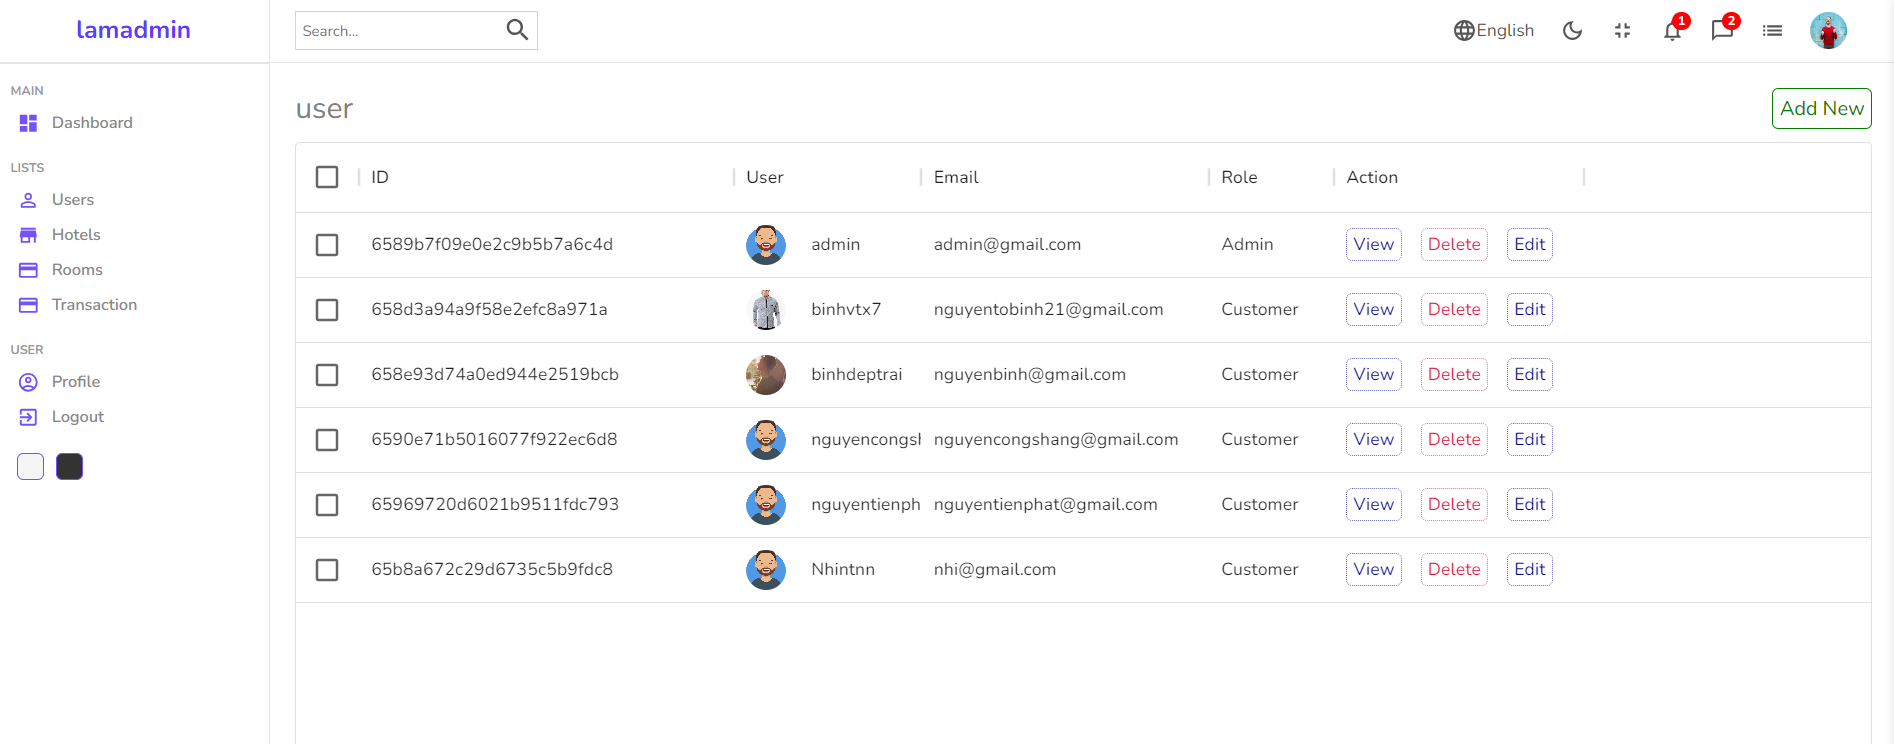 lamadmin
Search...
English
1
2
MAIN
Dashboard
LISTS
Users
Hotels
Rooms
Transaction
USER
Profile
Logout
user
Add New
ID User Email Role Action
6589b7f09e0e2c9b5b7a6c4d admin admin@gmail.com Admin View Delete Edit
658d3a94a9f58e2efc8a971a binhvtx7 nguyentobinh21@gmail.com Customer View Delete Edit
658e93d74a0ed944e2519bcb binhdeptrai nguyenbinh@gmail.com Customer View Delete Edit
6590e71b5016077f922ec6d8 nguyencongsh nguyencongshang@gmail.com Customer View Delete Edit
65969720d6021b9511fdc793 nguyentienph nguyentienphat@gmail.com Customer View Delete Edit
65b8a672c29d6735c5b9fdc8 Nhintnn nhi@gmail.com Customer View Delete Edit